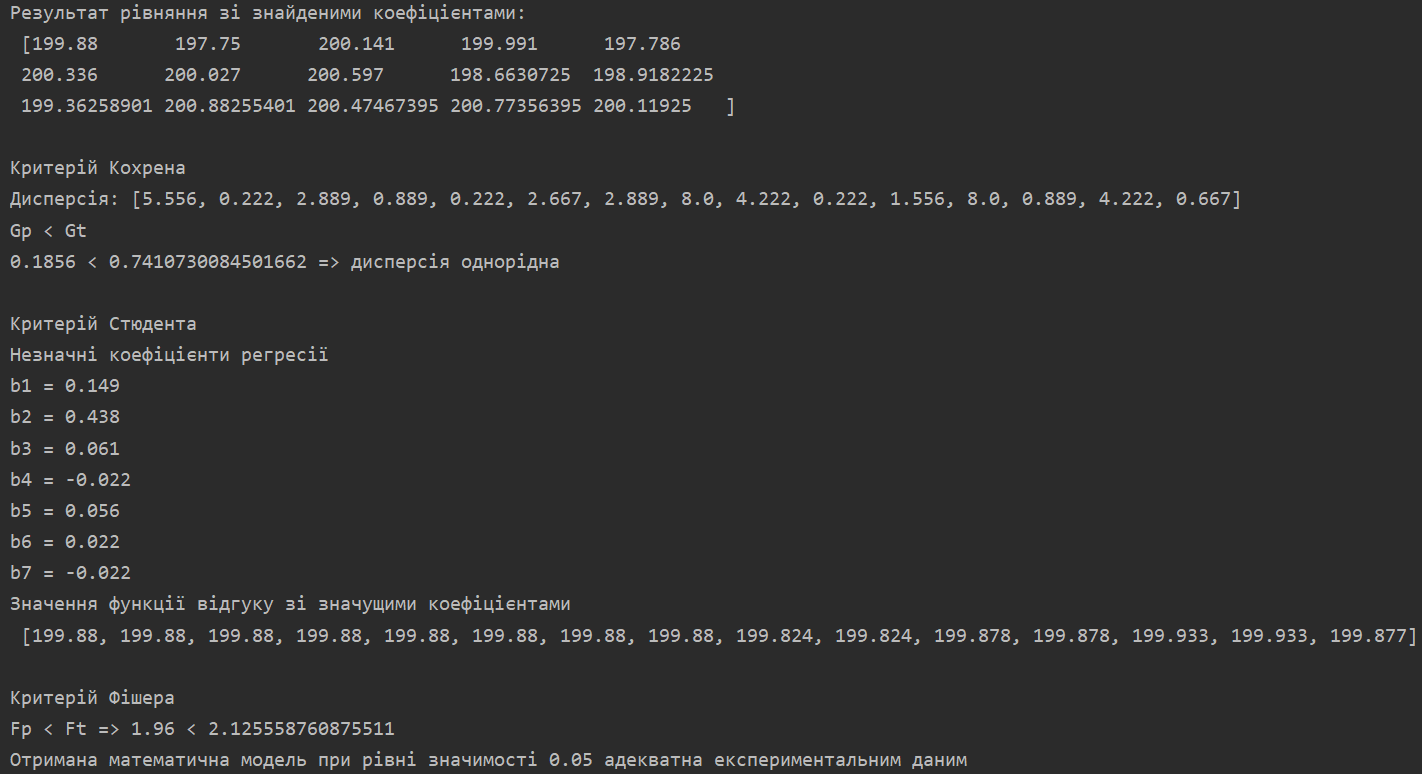 Результат рівняння зі знайденими коефіцієнтами:
[199.88 197.75 200.141 199.991 197.786
200.336 200.027 200.597 198.6630725 198.9182225
199.36258901 200.88255401 200.47467395 200.77356395 200.11925 ]
Критерій Кохрена
Дисперсія: [5.556, 0.222, 2.889, 0.889, 0.222, 2.667, 2.889, 8.0, 4.222, 0.222, 1.556, 8.0, 0.889, 4.222, 0.667]
Gp < Gt
0.1856 < 0.7410730084501662 => дисперсія однорідна
Критерій Стюдента
Незначні коефіцієнти регресії
b1 = 0.149
b2 = 0.438
b3 = 0.061
b4 = -0.022
b5 = 0.056
b6 = 0.022
b7 = -0.022
Значення функції відгуку зі значущими коефіцієнтами
[199.88, 199.88, 199.88, 199.88, 199.88, 199.88, 199.88, 199.88, 199.824, 199.824, 199.878, 199.878, 199.933, 199.933, 199.877]
Критерій Фішера
Fp < Ft => 1.96 < 2.125558760875511
Отримана математична модель при рівні значимості 0.05 адекватна експериментальним даним